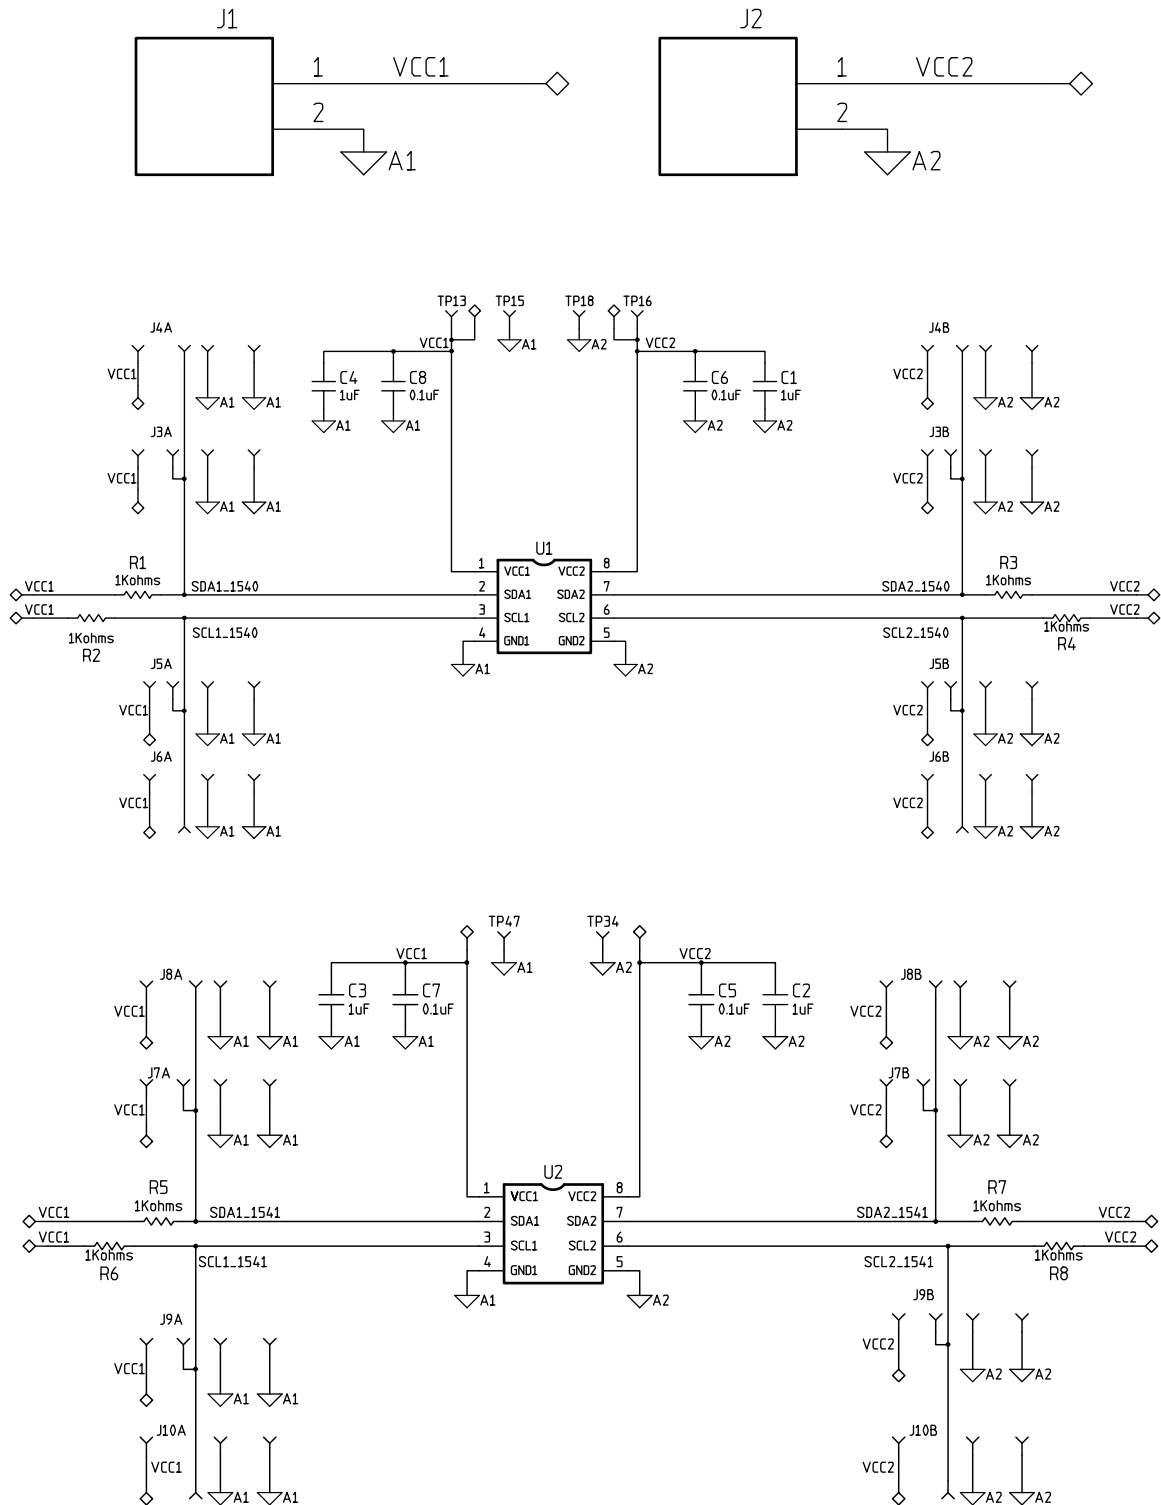 J1 J2
1 VCC1 1 VCC2
2 2
A1 A2
TP13 TP15 TP18 TP16
J4A VCC1 A1 A2 VCC2 J4B
VCC1 C4 C8 C6 C1 VCC2
1uF 0.1uF 0.1uF 1uF
A1 A1 A1 A1 A2 A2 A2 A2
J3A J3B
VCC1 VCC2
A1 A1 A2 A2
U1
R1 1 VCC1 VCC2 8 R3
1Kohms 1Kohms
VCC1 SDA1_1540 2 SDA1 SDA2 7 SDA2_1540 VCC2
VCC1 3 SCL1 SCL2 6 VCC2
1Kohms SCL1_1540 4 GND1 GND2 5 SCL2_1540 1Kohms
R2 R4
J5A A1 A2 J5B
VCC1 VCC2
A1 A1 A2 A2
J6A J6B
VCC1 VCC2
A1 A1 A2 A2
TP47 TP34
VCC1 A1 A2 VCC2
J8A J8B
C3 C7 C5 C2
VCC1 1uF 0.1uF 0.1uF 1uF VCC2
A1 A1 A1 A1 A2 A2 A2 A2
J7A J7B
VCC1 VCC2
A1 A1 A2 A2
U2
R5 1 VCC1 VCC2 8 R7
1Kohms 1Kohms
VCC1 SDA1_1541 2 SDA1 SDA2 7 SDA2_1541 VCC2
VCC1 3 SCL1 SCL2 6 VCC2
1Kohms SCL1_1541 4 GND1 GND2 5 SCL2_1541 1Kohms
R6 R8
A1 A2
J9A J9B
VCC1 VCC2
A1 A1 A2 A2
J10A J10B
VCC1 VCC2
A1 A1 A2 A2